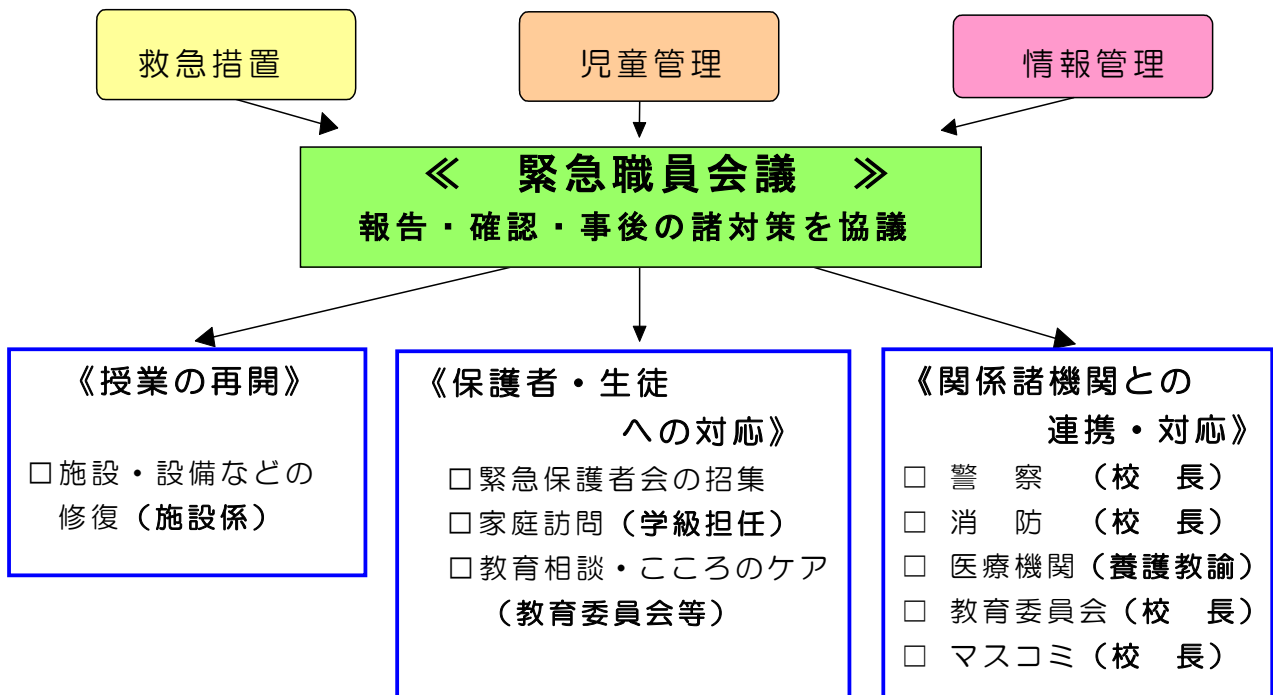 救急措置
児童管理
情報管理
≪　緊急職員会議　≫
報告・確認・事後の諸対策を協議
《授業の再開》
□施設・設備などの
修復（施設係）
《保護者・生徒
への対応》
□緊急保護者会の招集
□家庭訪問（学級担任）
□教育相談・こころのケア
（教育委員会等）
《関係諸機関との
連携・対応》
□ 警　察　（校　長）
□ 消　防　（校　長）
□ 医療機関（養護教諭）
□ 教育委員会（校　長）
□ マスコミ（校　長）